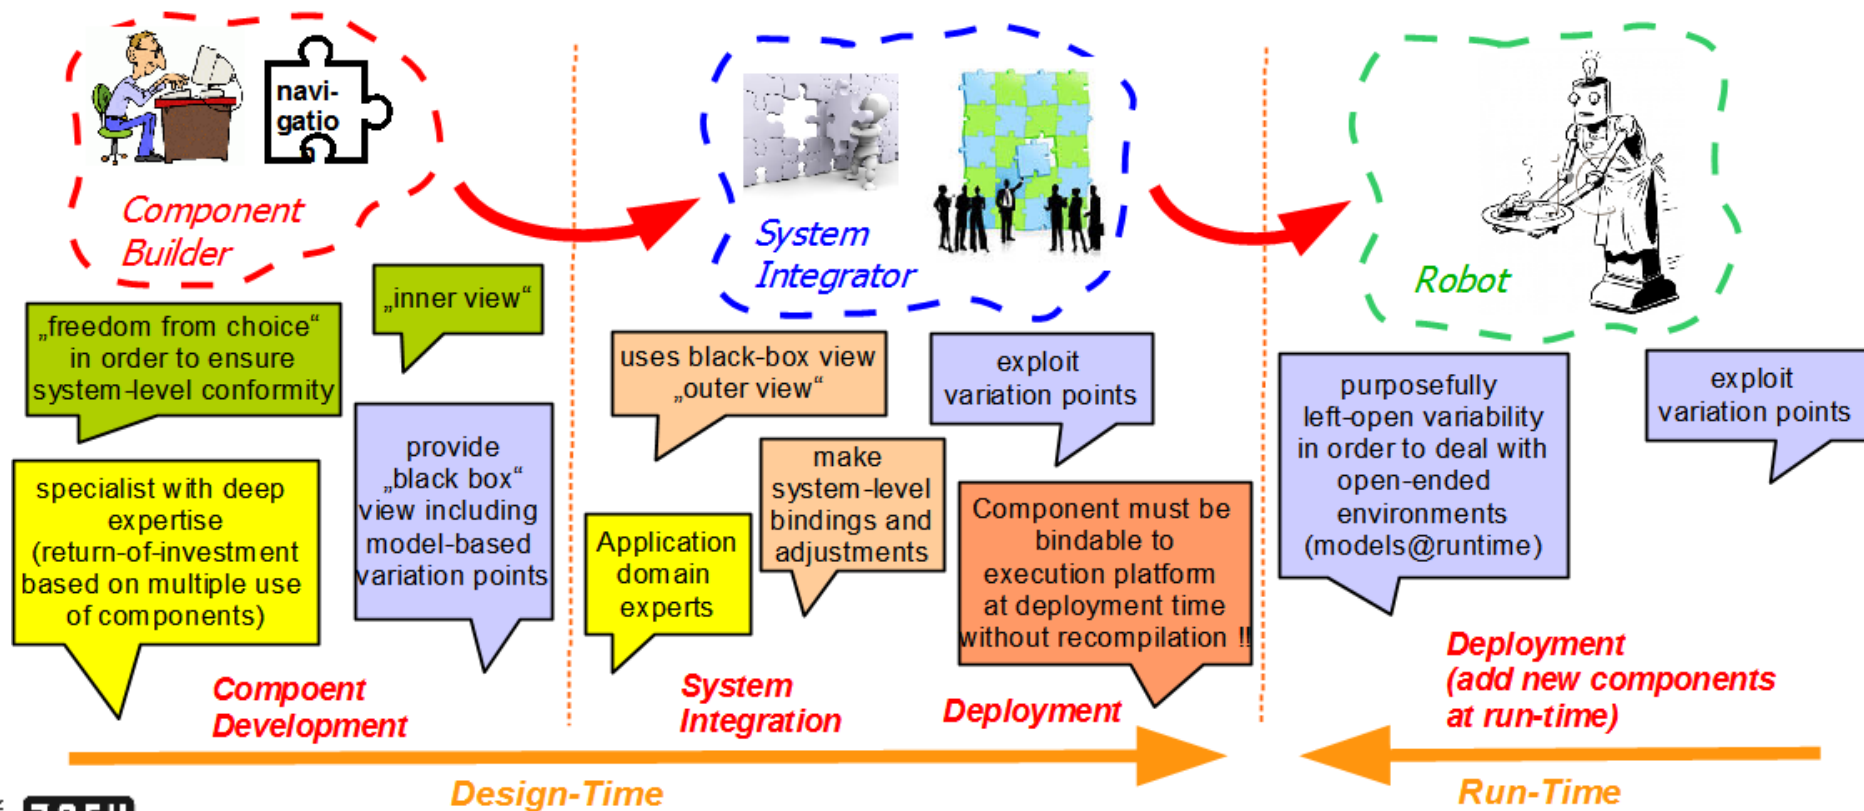 navi-
gatio
Component
Builder
„inner view“
„freedom from choice“
in order to ensure
system-level conformity
provide
„black box“
view including
model-based
variation points
specialist with deep
expertise
(return-of-investment
based on multiple use
of components)
Compoent
Development
System
Integrator
uses black-box view
„outer view“
exploit
variation points
make
system-level
bindings and
adjustments
Application
domain
experts
Component must be
bindable to
execution platform
at deployment time
without recompilation !!
System
Integration
Deployment
Design-Time
Robot
purposefully
left-open variability
in order to deal with
open-ended
environments
(models@runtime)
exploit
variation points
Deployment
(add new components
at run-time)
Run-Time